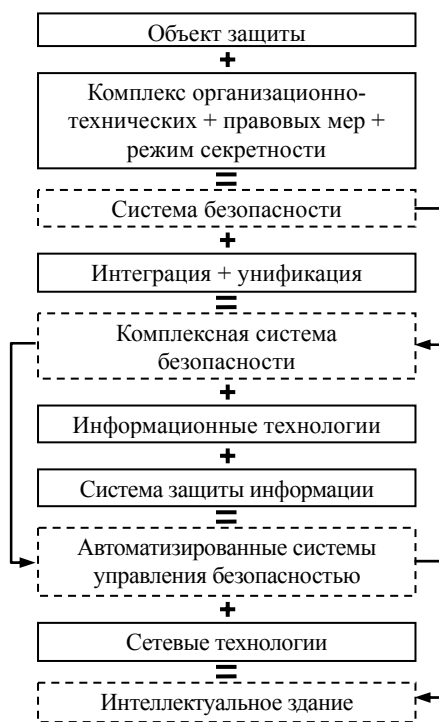 Объект защиты
+
Комплекс организационно-
технических + правовых мер +
режим секретности
=
Система безопасности
+
Интеграция + унификация
=
Комплексная система
безопасности
+
Информационные технологии
+
Система защиты информации
=
Автоматизированные системы
управления безопасностью
+
Сетевые технологии
=
Интеллектуальное здание